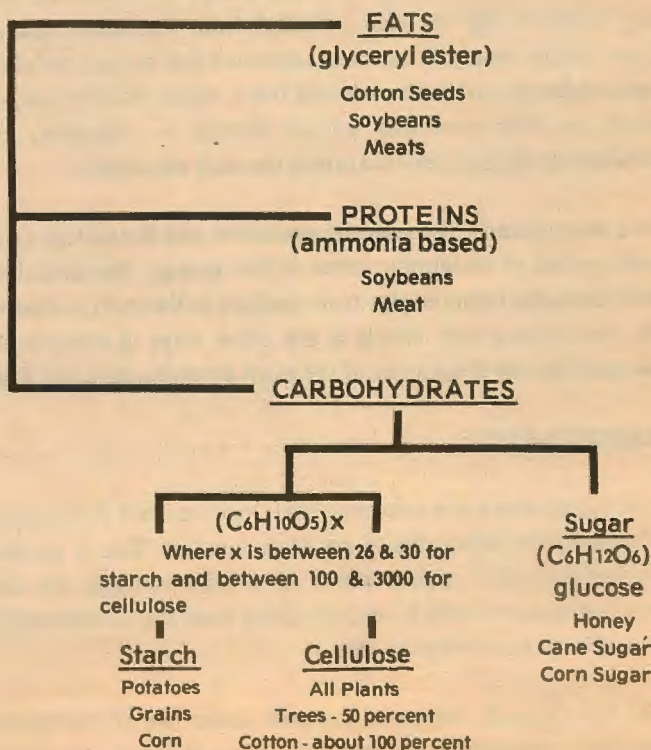 FATS
(glyceryl ester)
Cotton Seeds
Soybeans
Meats
PROTEINS
(ammonia based)
Soybeans
Meat
CARBOHYDRATES
(C6H10O5)x
Where x is between 26 & 30 for
starch and between 100 & 3000 for
cellulose
Starch
Potatoes
Grains
Corn
Cellulose
All Plants
Trees - 50 percent
Cotton - about 100 percent
Sugar
(C6H12O6)
glucose
Honey
Cane Sugar
Corn Sugar